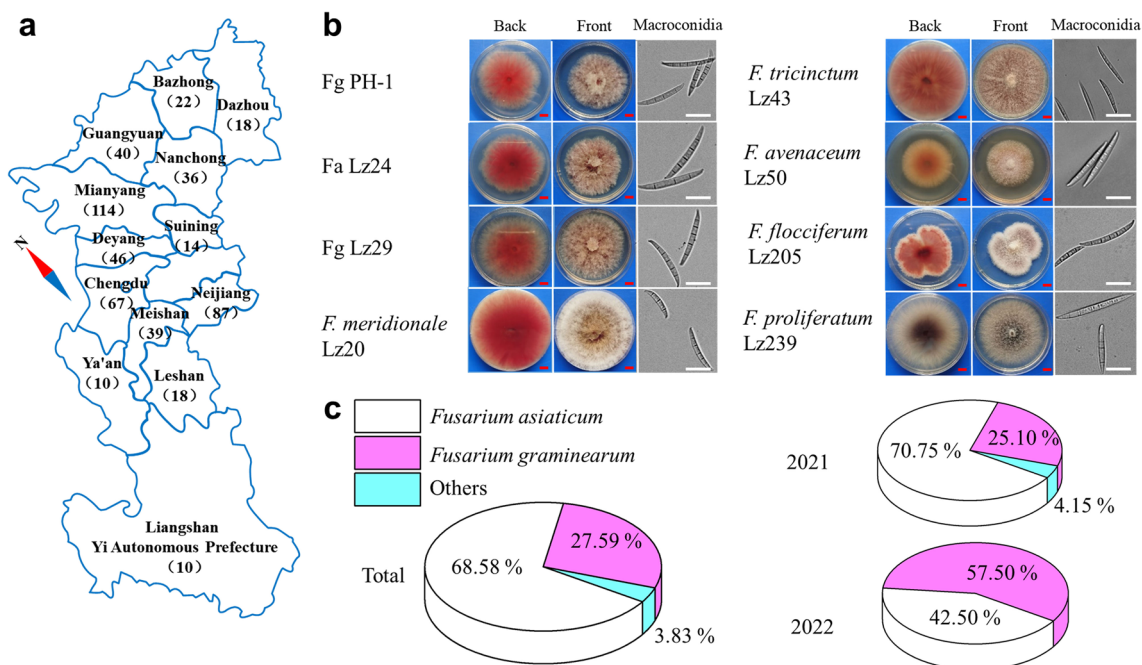 a
Bazhong
(22)
Dazhou
(18)
Guangyuan
(40)
Nanchong
(36)
Mianyang
(114)
Suining
(14)
Deyang
(46)
N
Chengdu
(67)
Neijiang
(87)
Meishan
(39)
Ya'an
(10)
Leshan
(18)
Liangshan
Yi Autonomous Prefecture
(10)
b
Back Front Macroconidia
Fg PH-1
Fa Lz24
Fg Lz29
F. meridionale
Lz20
Back Front Macroconidia
F. tricinctum
Lz43
F. avenaceum
Lz50
F. flocciferum
Lz205
F. proliferatum
Lz239
c
Fusarium asiaticum
Fusarium graminearum
Others
Total
68.58 %
27.59 %
3.83 %
2021
70.75 %
25.10 %
4.15 %
2022
57.50 %
42.50 %